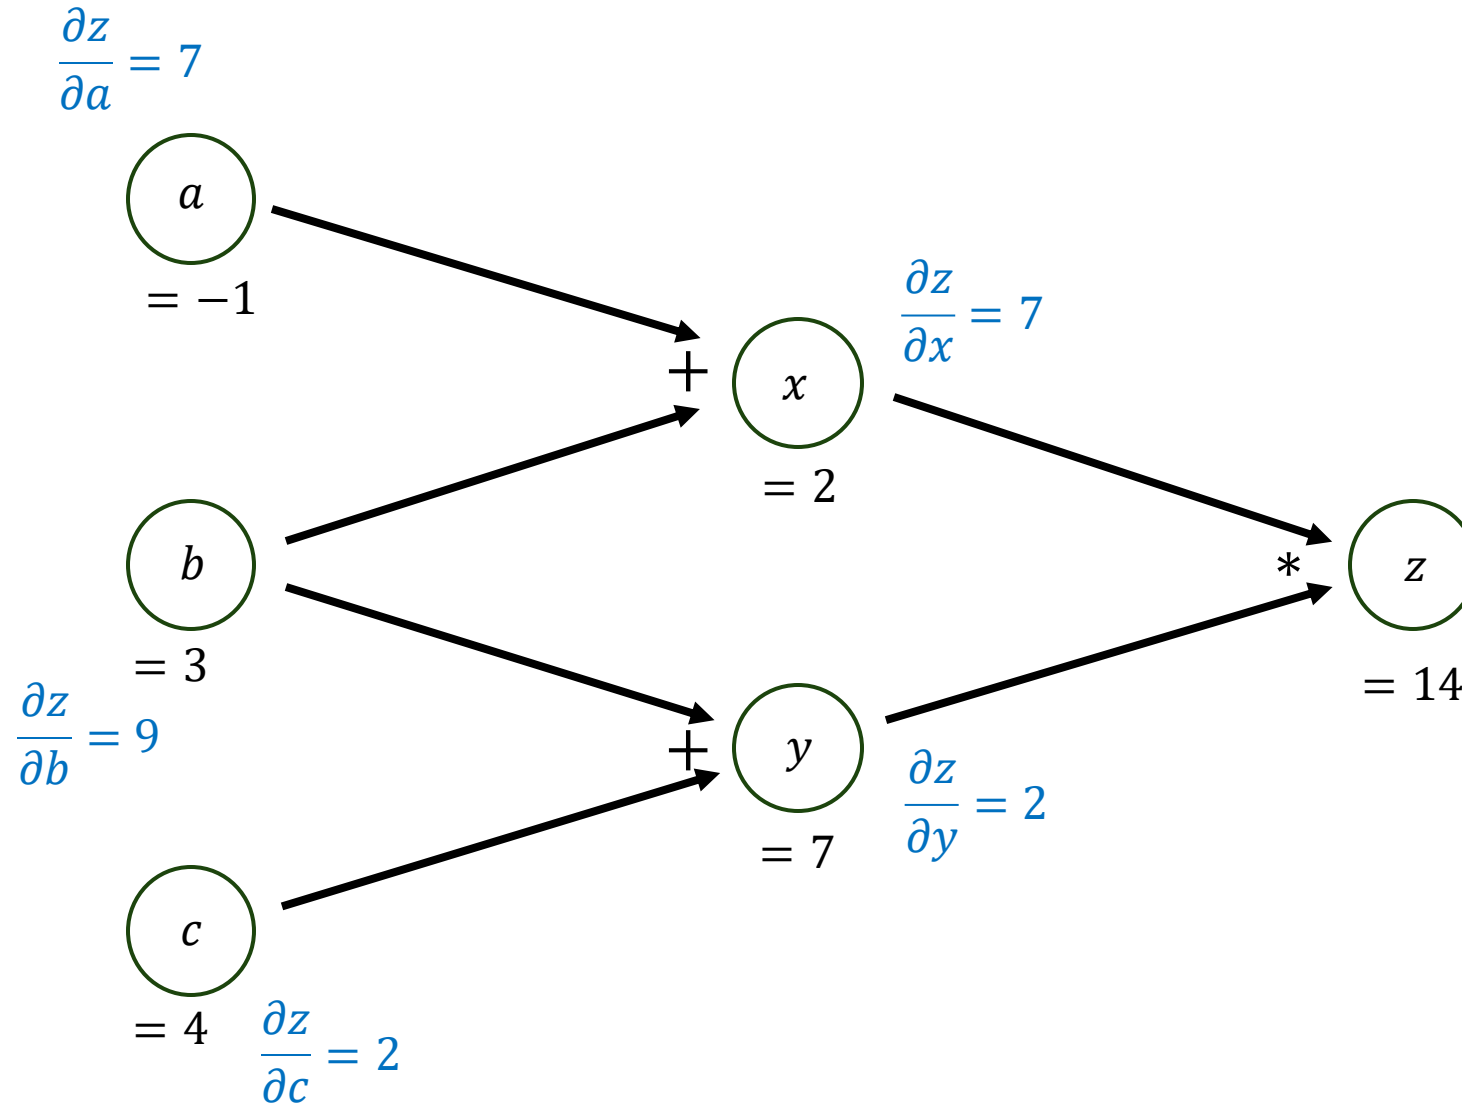 ∂z/∂a = 7
a
= −1
∂z/∂x = 7
+
x
= 2
b
= 3
∗
z
= 14
∂z/∂b = 9
+
y
= 7
∂z/∂y = 2
c
= 4
∂z/∂c = 2